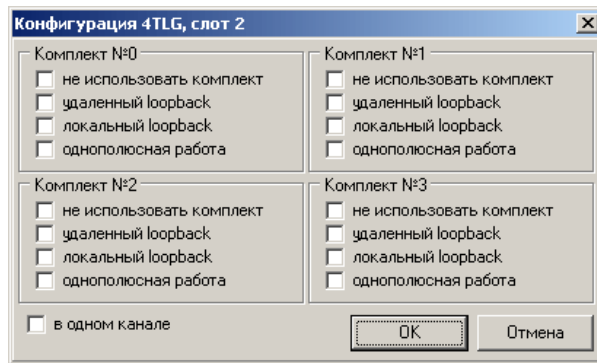 Конфигурация 4TLG, слот 2
Комплект №0
не использовать комплект
удаленный loopback
локальный loopback
однополюсная работа
Комплект №1
не использовать комплект
удаленный loopback
локальный loopback
однополюсная работа
Комплект №2
не использовать комплект
удаленный loopback
локальный loopback
однополюсная работа
Комплект №3
не использовать комплект
удаленный loopback
локальный loopback
однополюсная работа
в одном канале
OK
Отмена